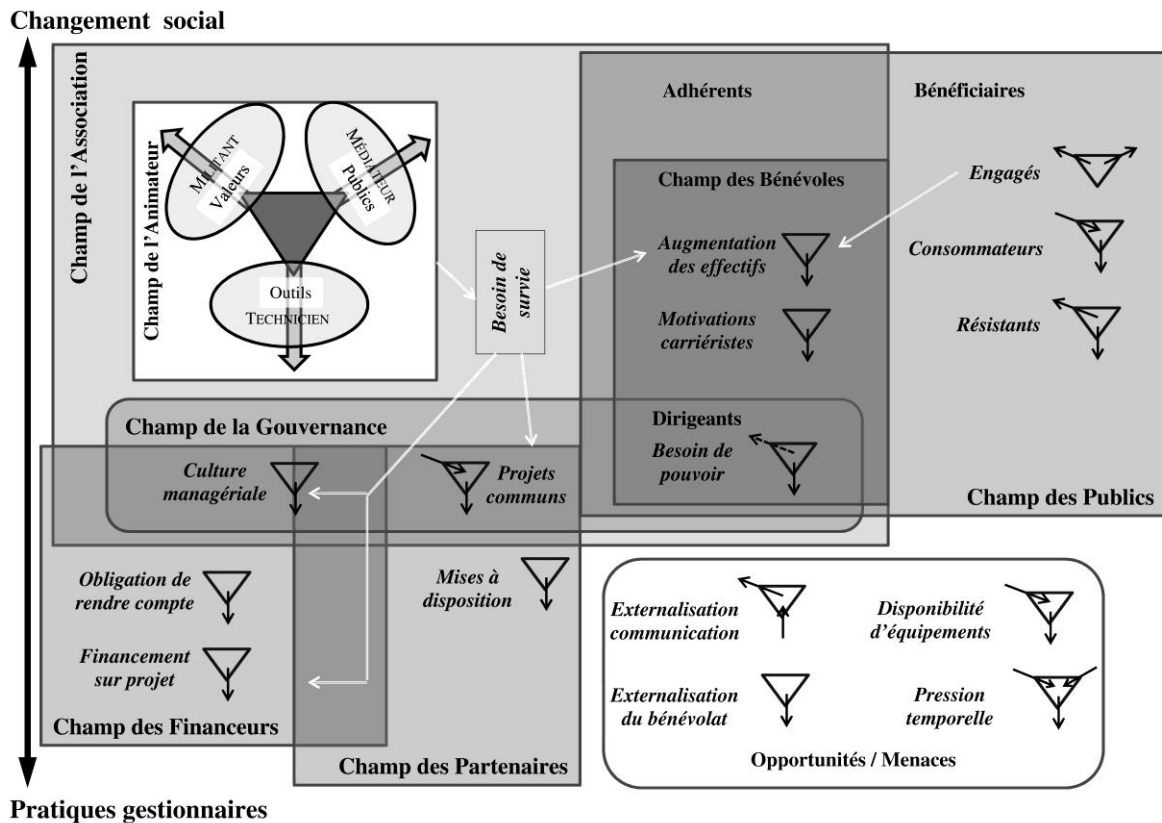 Changement social
Champ de l'Association
Champ de l'Animateur
MILITANT
Valeurs
MÉDIATEUR
Publics
Outils
TECHNICIEN
Besoin de
survie
Adhérents
Bénéficiaires
Champ des Bénévoles
Engagés
Augmentation
des effectifs
Consommateurs
Motivations
carriéristes
Résistants
Champ de la Gouvernance
Dirigeants
Culture
managériale
Projets
communs
Besoin de
pouvoir
Champ des Publics
Obligation de
rendre compte
Mises à
disposition
Financement
sur projet
Champ des Financeurs
Champ des Partenaires
Externalisation
communication
Disponibilité
d'équipements
Externalisation
du bénévolat
Pression
temporelle
Opportunités / Menaces
Pratiques gestionnaires